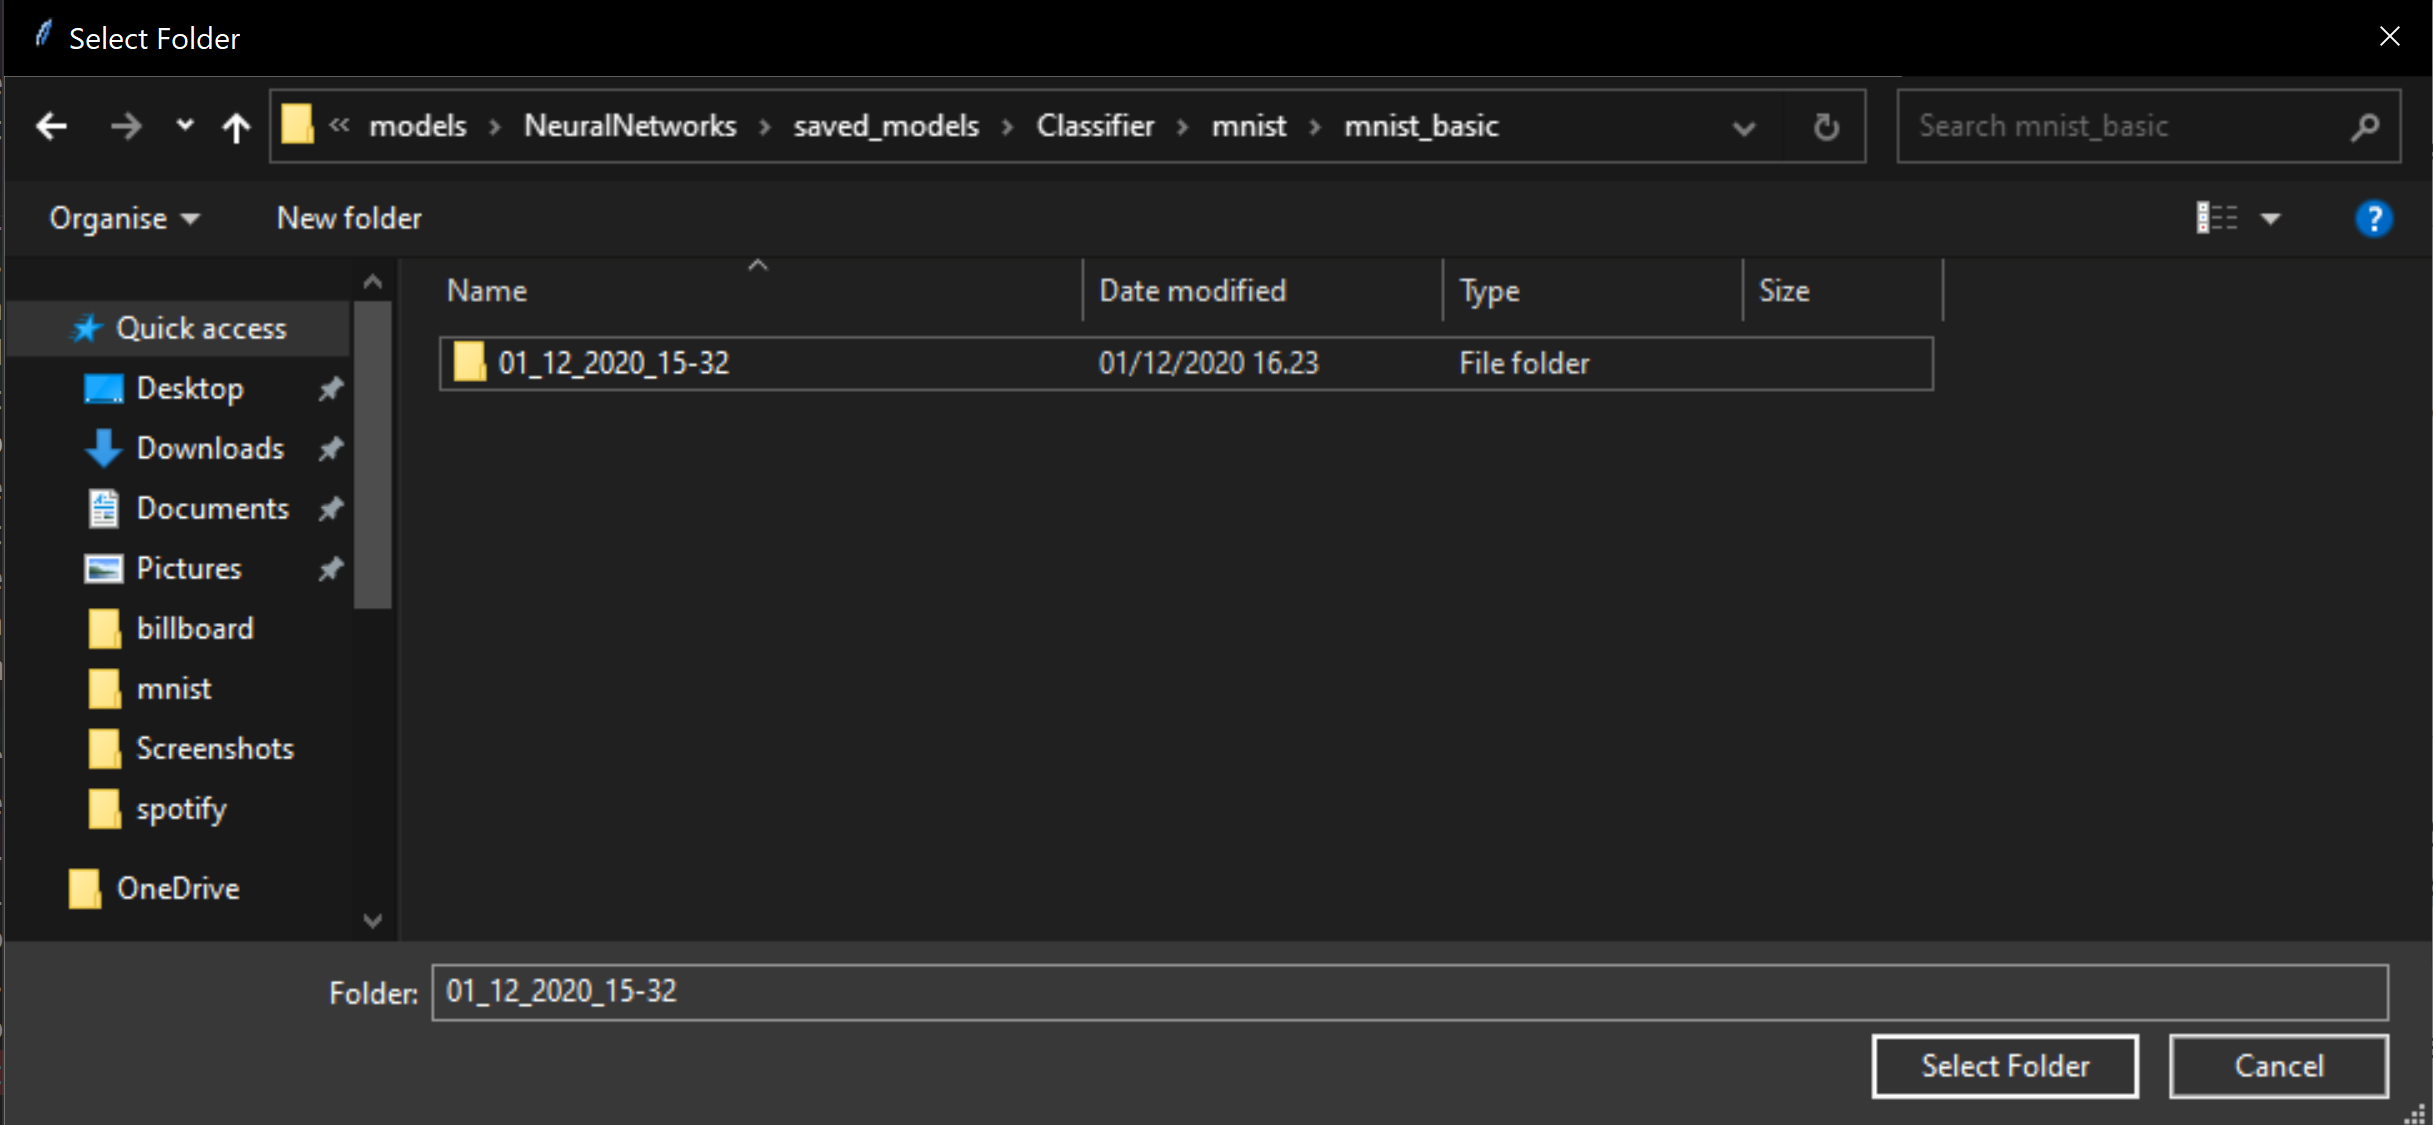 Select Folder
« models > NeuralNetworks > saved_models > Classifier > mnist > mnist_basic
Search mnist_basic
Organise
New folder
Name
Date modified
Type
Size
01_12_2020_15-32
01/12/2020 16.23
File folder
Quick access
Desktop
Downloads
Documents
Pictures
billboard
mnist
Screenshots
spotify
OneDrive
Folder: 01_12_2020_15-32
Select Folder
Cancel